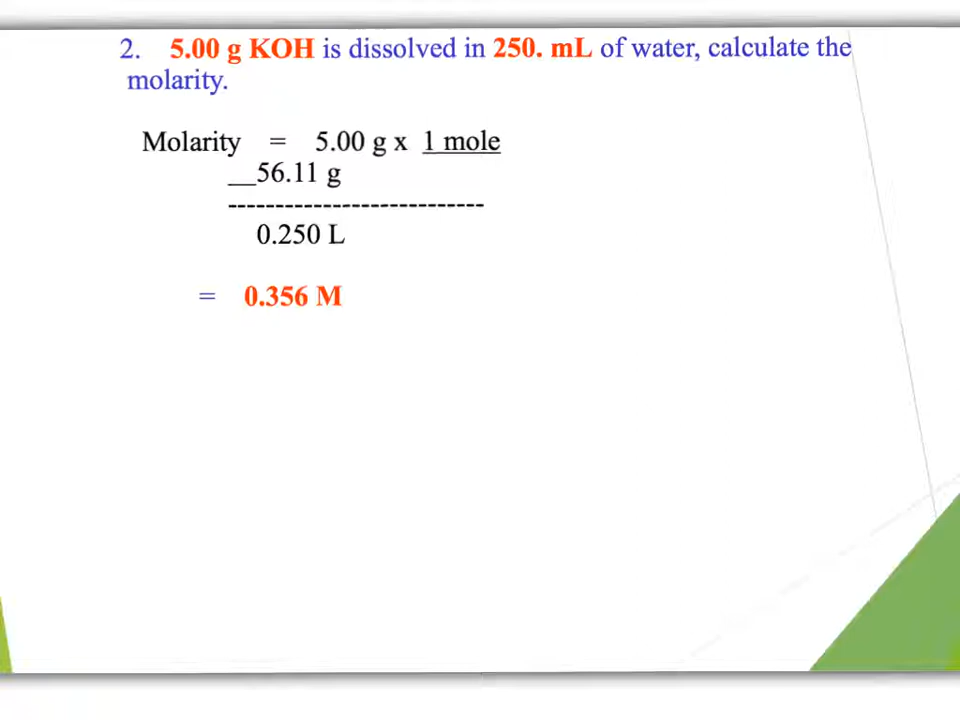 2. 5.00 g KOH is dissolved in 250. mL of water, calculate the
molarity.
Molarity = 5.00 g x 1 mole
__56.11 g
---------------------------
0.250 L
= 0.356 M